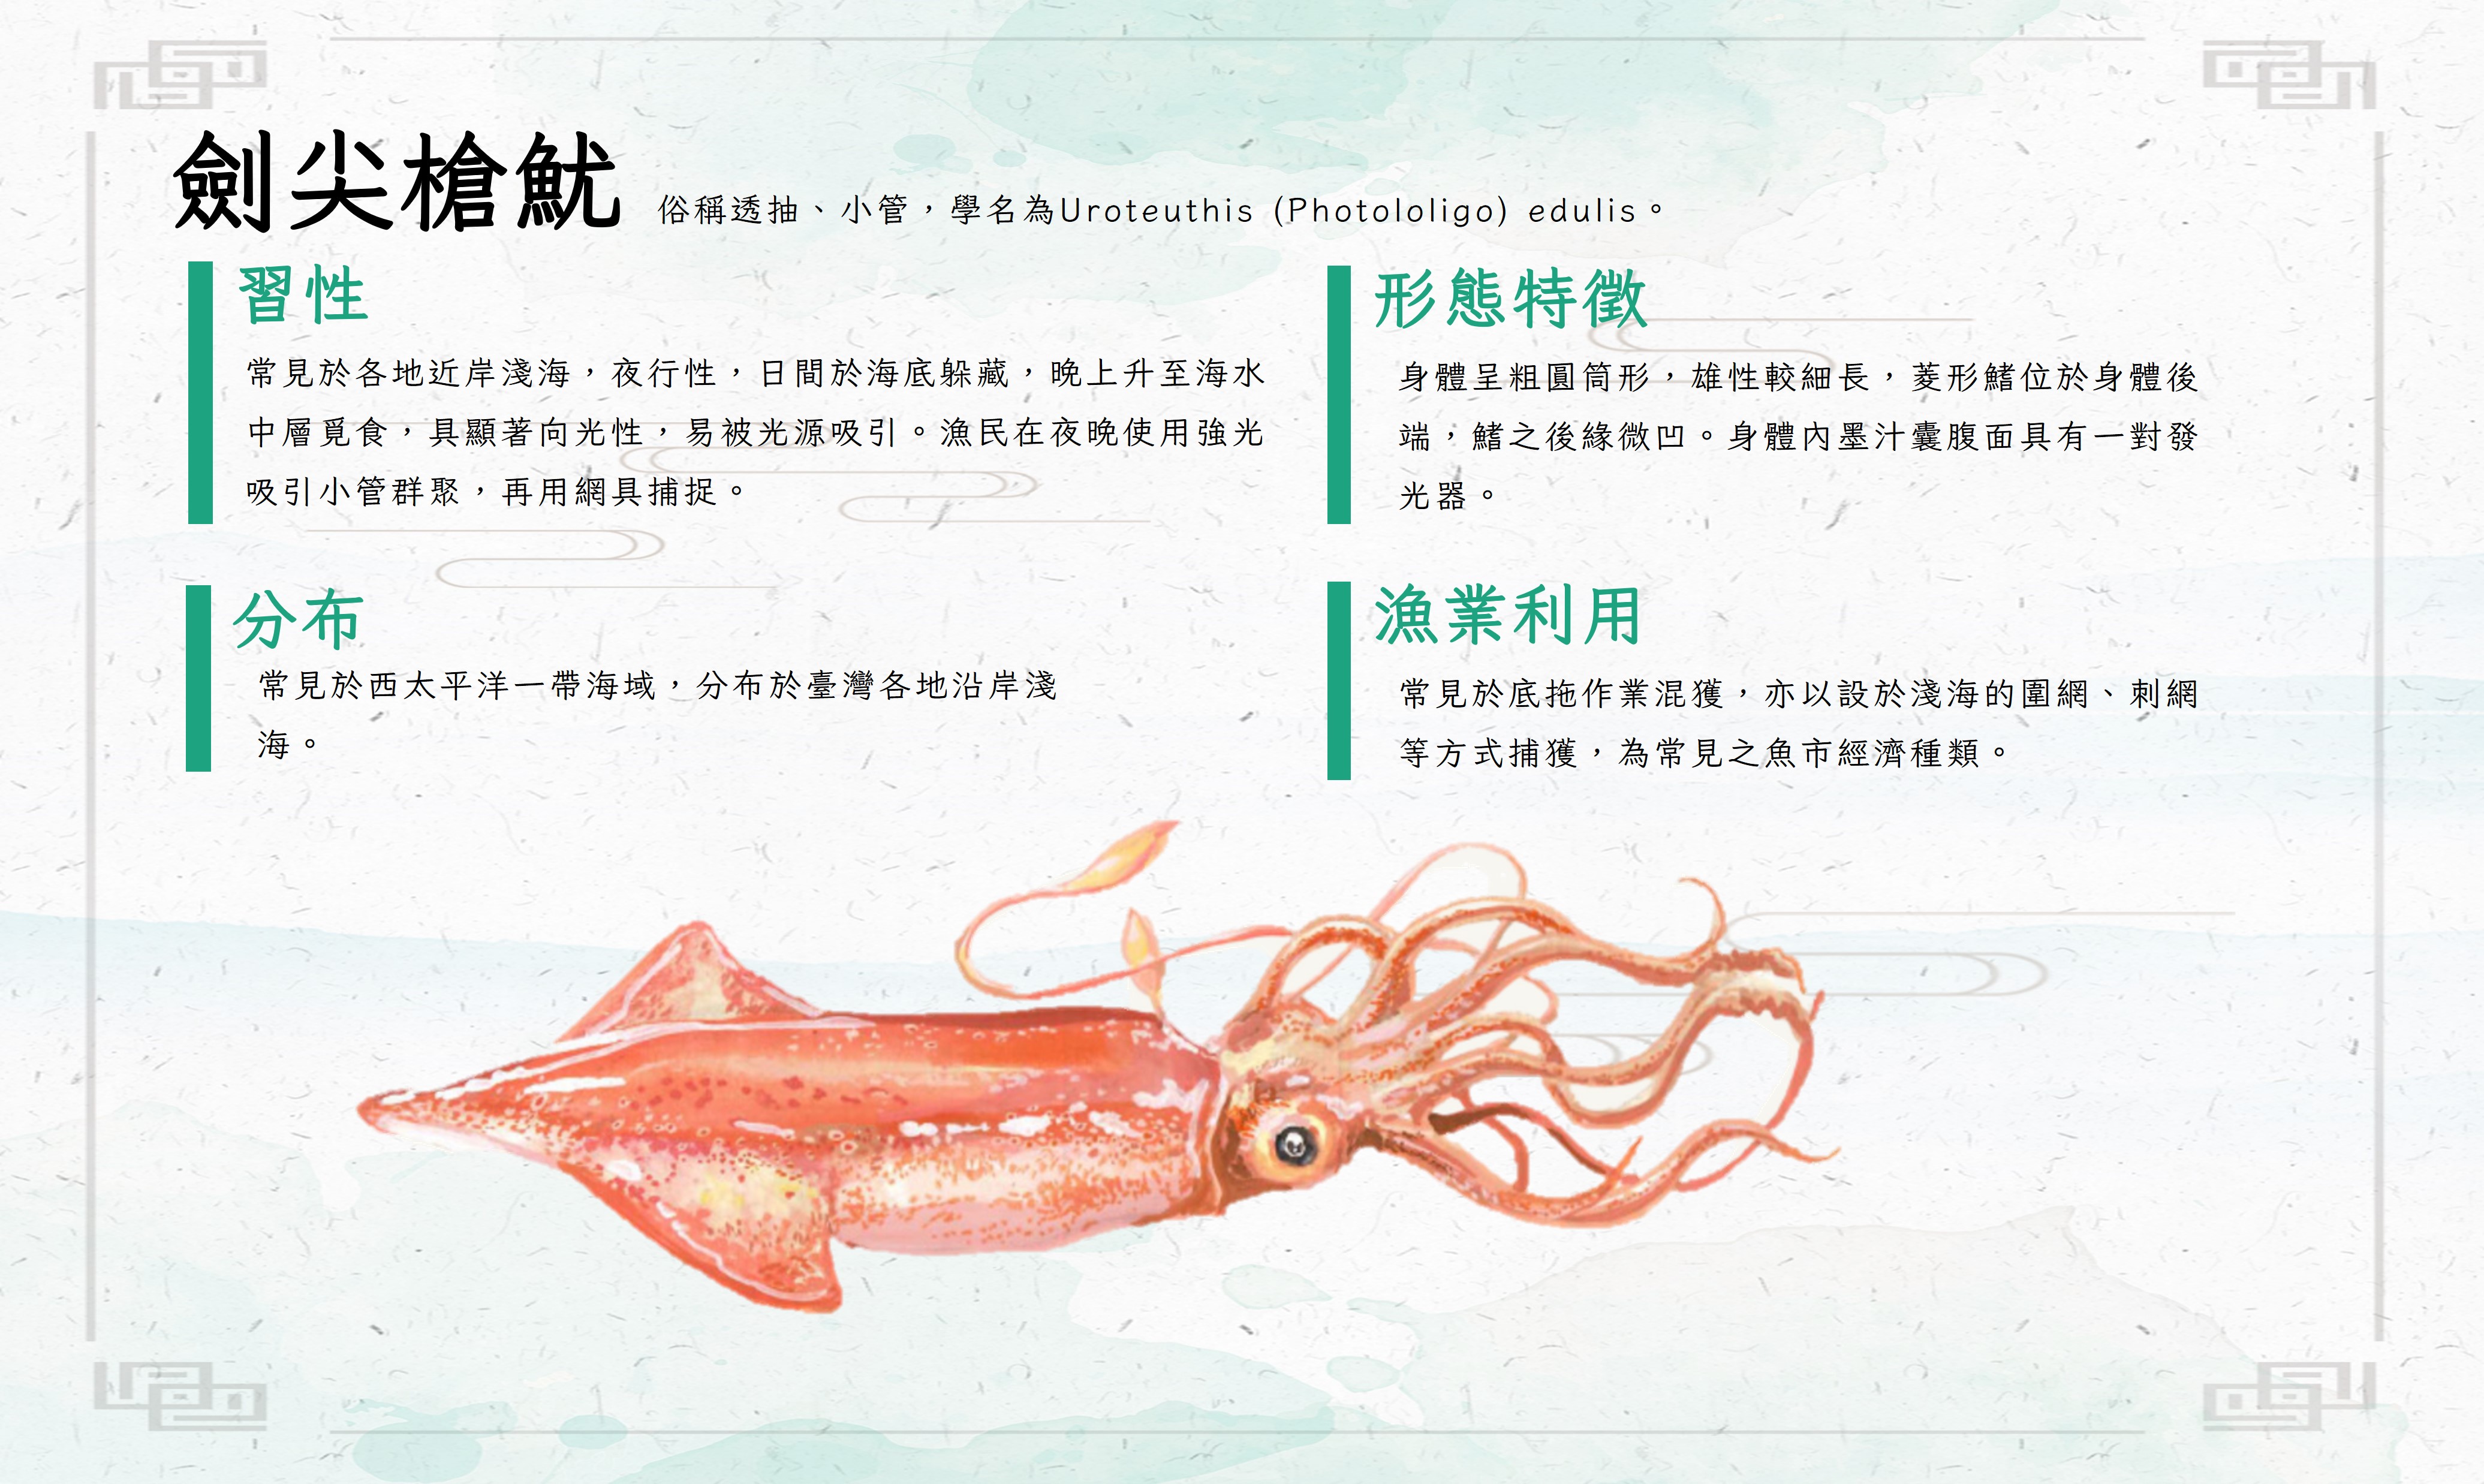 劍尖槍魷 俗稱透抽、小管,學名為Uroteuthis (Photololigo) edulis。
習性
常見於各地近岸淺海,夜行性,日間於海底躲藏,晚上升至海水
中層覓食,具顯著向光性,易被光源吸引。漁民在夜晚使用強光
吸引小管群聚,再用網具捕捉。
形態特徵
身體呈粗圓筒形,雄性較細長,菱形鰭位於身體後
端,鰭之後緣微凹。身體內墨汁囊腹面具有一對發
光器。
分布
常見於西太平洋一帶海域,分布於臺灣各地沿岸淺
海。
漁業利用
常見於底拖作業混獲,亦以設於淺海的圍網、刺網
等方式捕獲,為常見之魚市經濟種類。